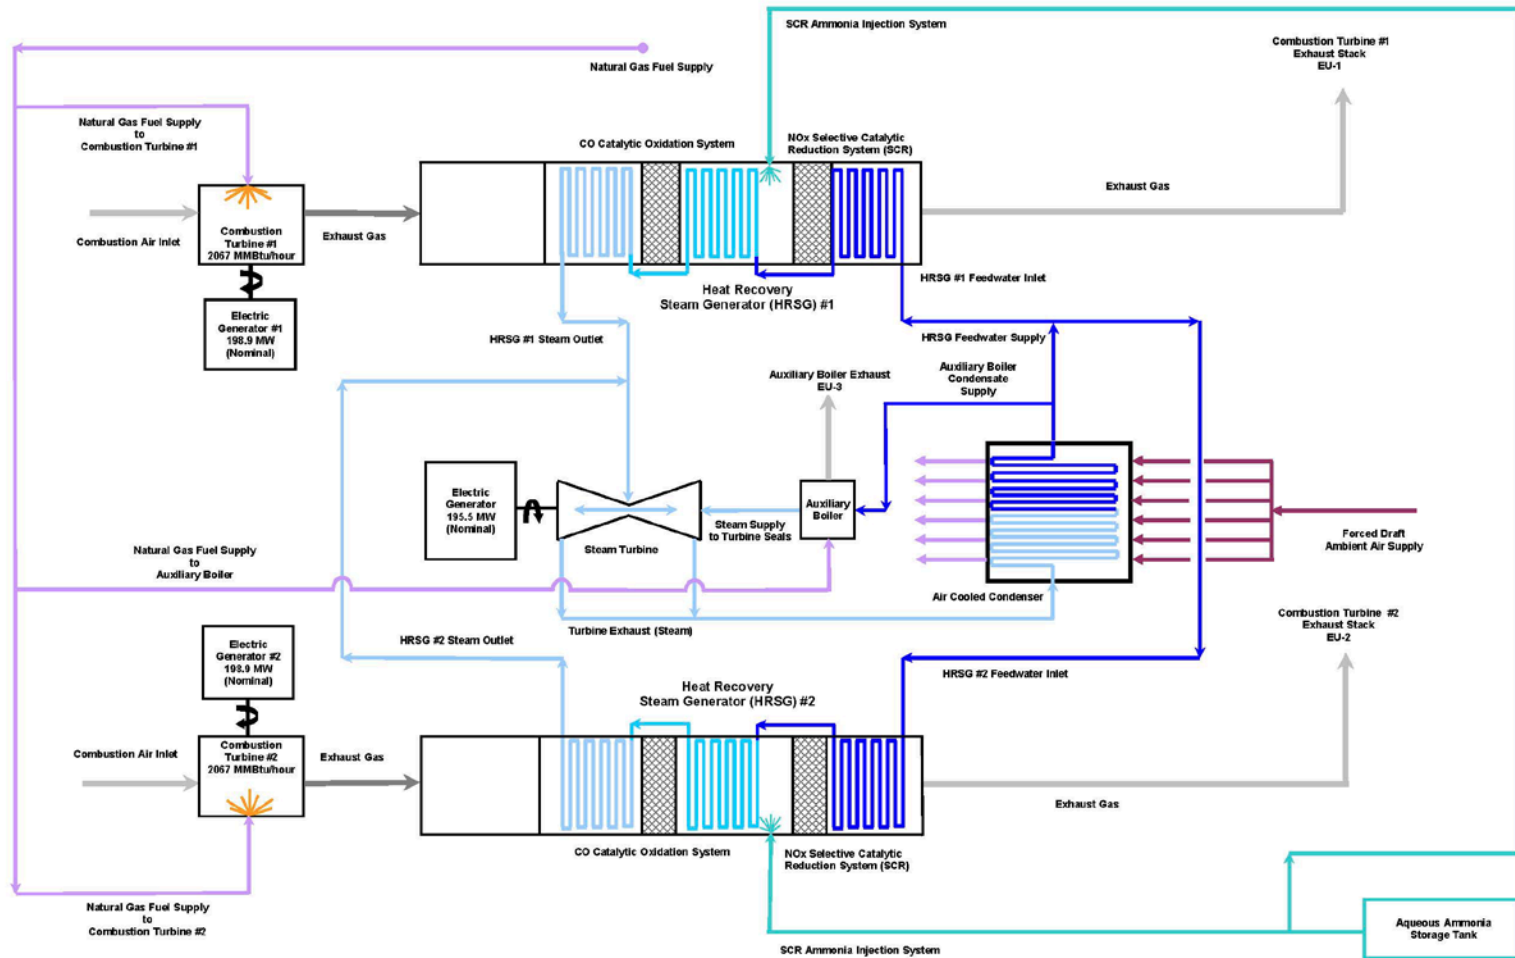 SCR Ammonia Injection System
Combustion Turbine #1
Exhaust Stack
EU-1
Natural Gas Fuel Supply
Natural Gas Fuel Supply
to
Combustion Turbine #1
CO Catalytic Oxidation System
NOx Selective Catalytic
Reduction System (SCR)
Exhaust Gas
Combustion Air Inlet
Combustion
Turbine #1
2067 MMBtu/hour
Exhaust Gas
HRSG #1 Feedwater Inlet
Heat Recovery
Steam Generator (HRSG) #1
Electric
Generator #1
198.9 MW
(Nominal)
HRSG #1 Steam Outlet
HRSG Feedwater Supply
Auxiliary Boiler Exhaust
EU-3
Auxiliary Boiler
Condensate
Supply
Electric
Generator
195.5 MW
(Nominal)
Auxiliary
Boiler
Steam Supply
to Turbine Seals
Steam Turbine
Forced Draft
Ambient Air Supply
Natural Gas Fuel Supply
to
Auxiliary Boiler
Air Cooled Condenser
Turbine Exhaust (Steam)
Combustion Turbine #2
Exhaust Stack
EU-2
HRSG #2 Steam Outlet
Electric
Generator #2
198.9 MW
(Nominal)
HRSG #2 Feedwater Inlet
Heat Recovery
Steam Generator (HRSG) #2
Combustion Air Inlet
Combustion
Turbine #2
2067 MMBtu/hour
Exhaust Gas
Exhaust Gas
CO Catalytic Oxidation System
NOx Selective Catalytic
Reduction System (SCR)
Natural Gas Fuel Supply
to
Combustion Turbine #2
SCR Ammonia Injection System
Aqueous Ammonia
Storage Tank